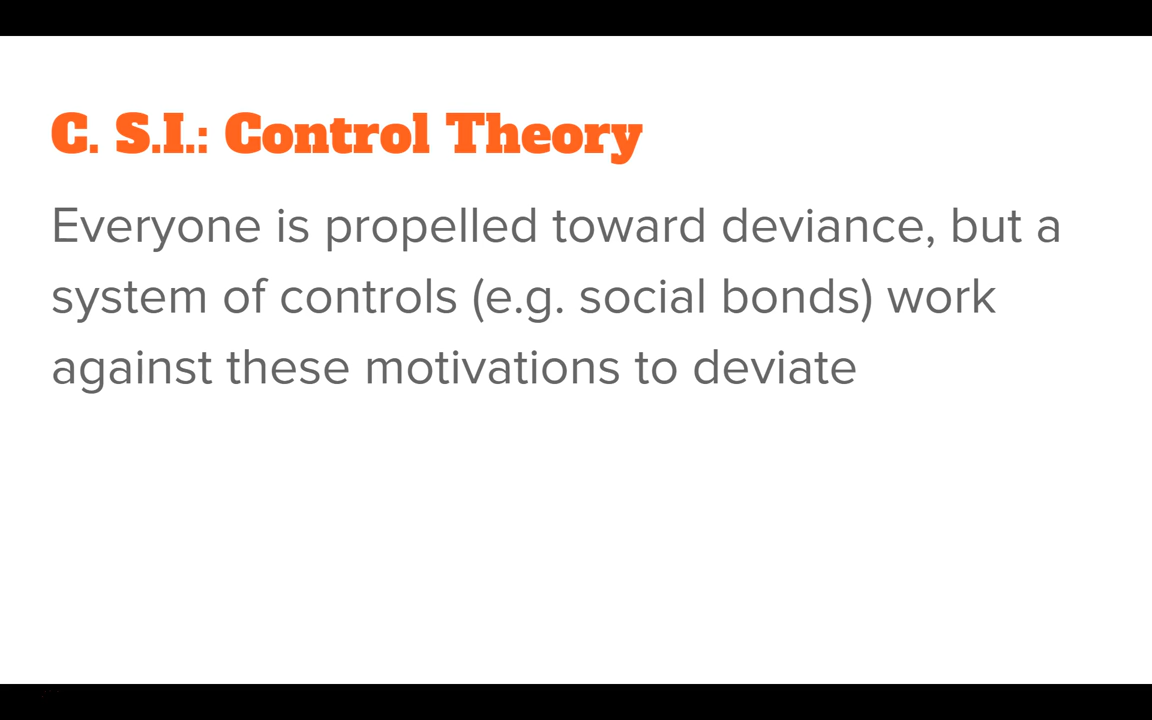 C. S.I.: Control Theory
Everyone is propelled toward deviance, but a
system of controls (e.g. social bonds) work
against these motivations to deviate